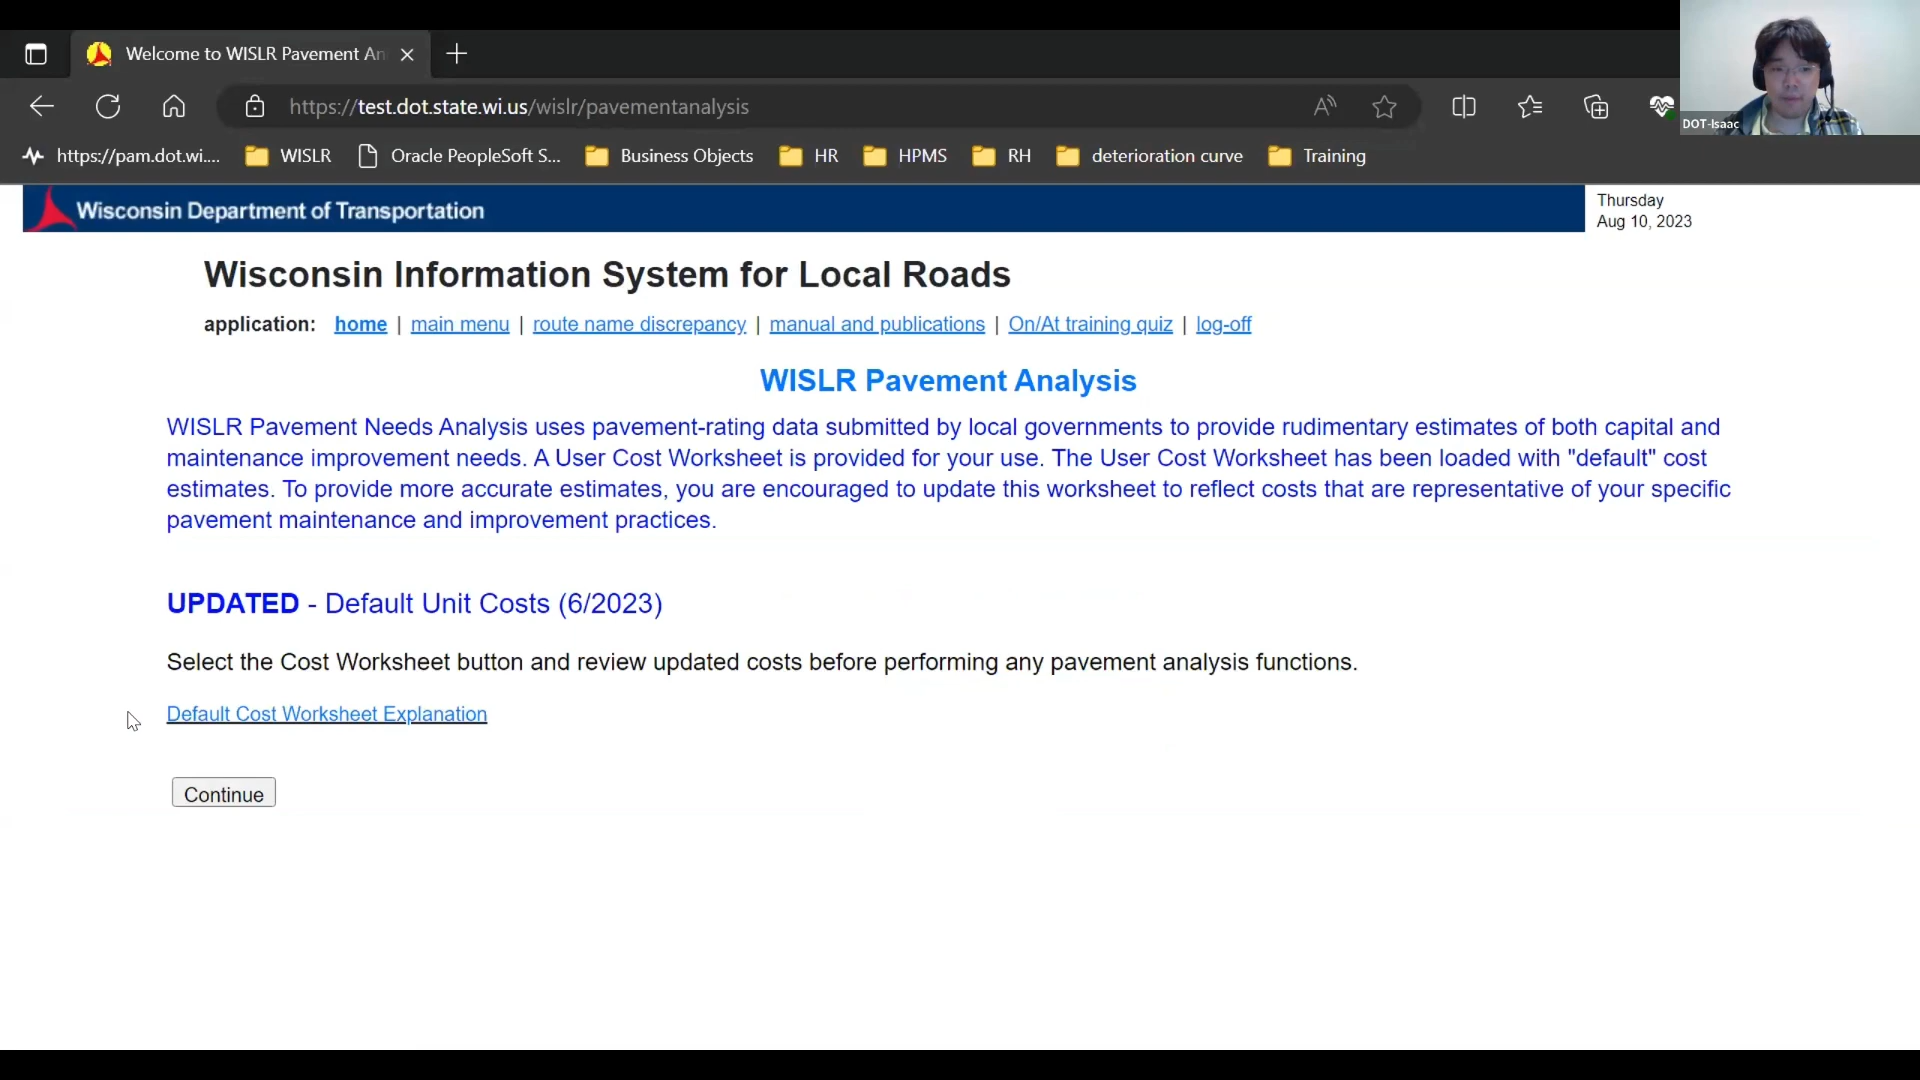 Welcome to WISLR Pavement An
https://test.dot.state.wi.us/wislr/pavementanalysis
DOT-Isaac
https://pam.dot.wi.... WISLR Oracle PeopleSoft S... Business Objects HR HPMS RH deterioration curve Training
Wisconsin Department of Transportation
Thursday
Aug 10, 2023
Wisconsin Information System for Local Roads
application: home | main menu | route name discrepancy | manual and publications | On/At training quiz | log-off
WISLR Pavement Analysis
WISLR Pavement Needs Analysis uses pavement-rating data submitted by local governments to provide rudimentary estimates of both capital and
maintenance improvement needs. A User Cost Worksheet is provided for your use. The User Cost Worksheet has been loaded with "default" cost
estimates. To provide more accurate estimates, you are encouraged to update this worksheet to reflect costs that are representative of your specific
pavement maintenance and improvement practices.
UPDATED - Default Unit Costs (6/2023)
Select the Cost Worksheet button and review updated costs before performing any pavement analysis functions.
Default Cost Worksheet Explanation
Continue